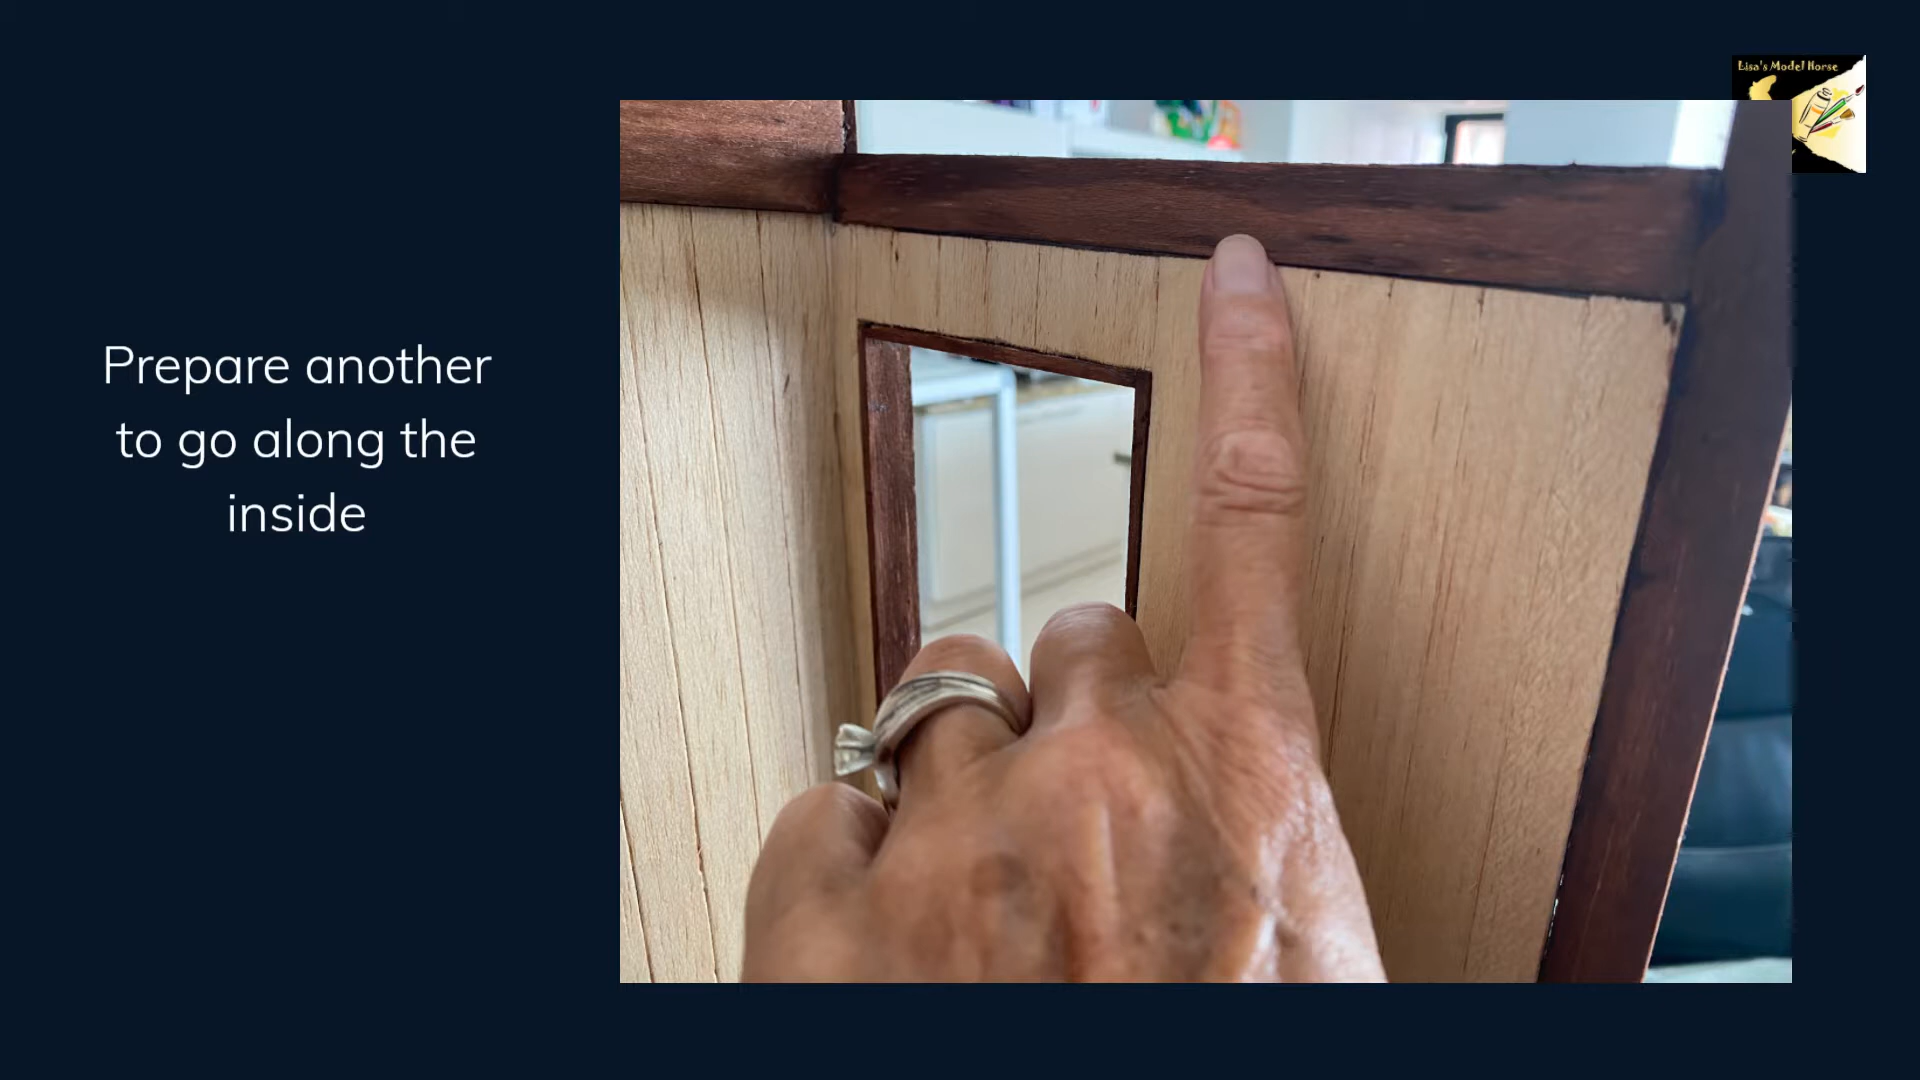 Lisa's Model Horse
Prepare another
to go along the
inside